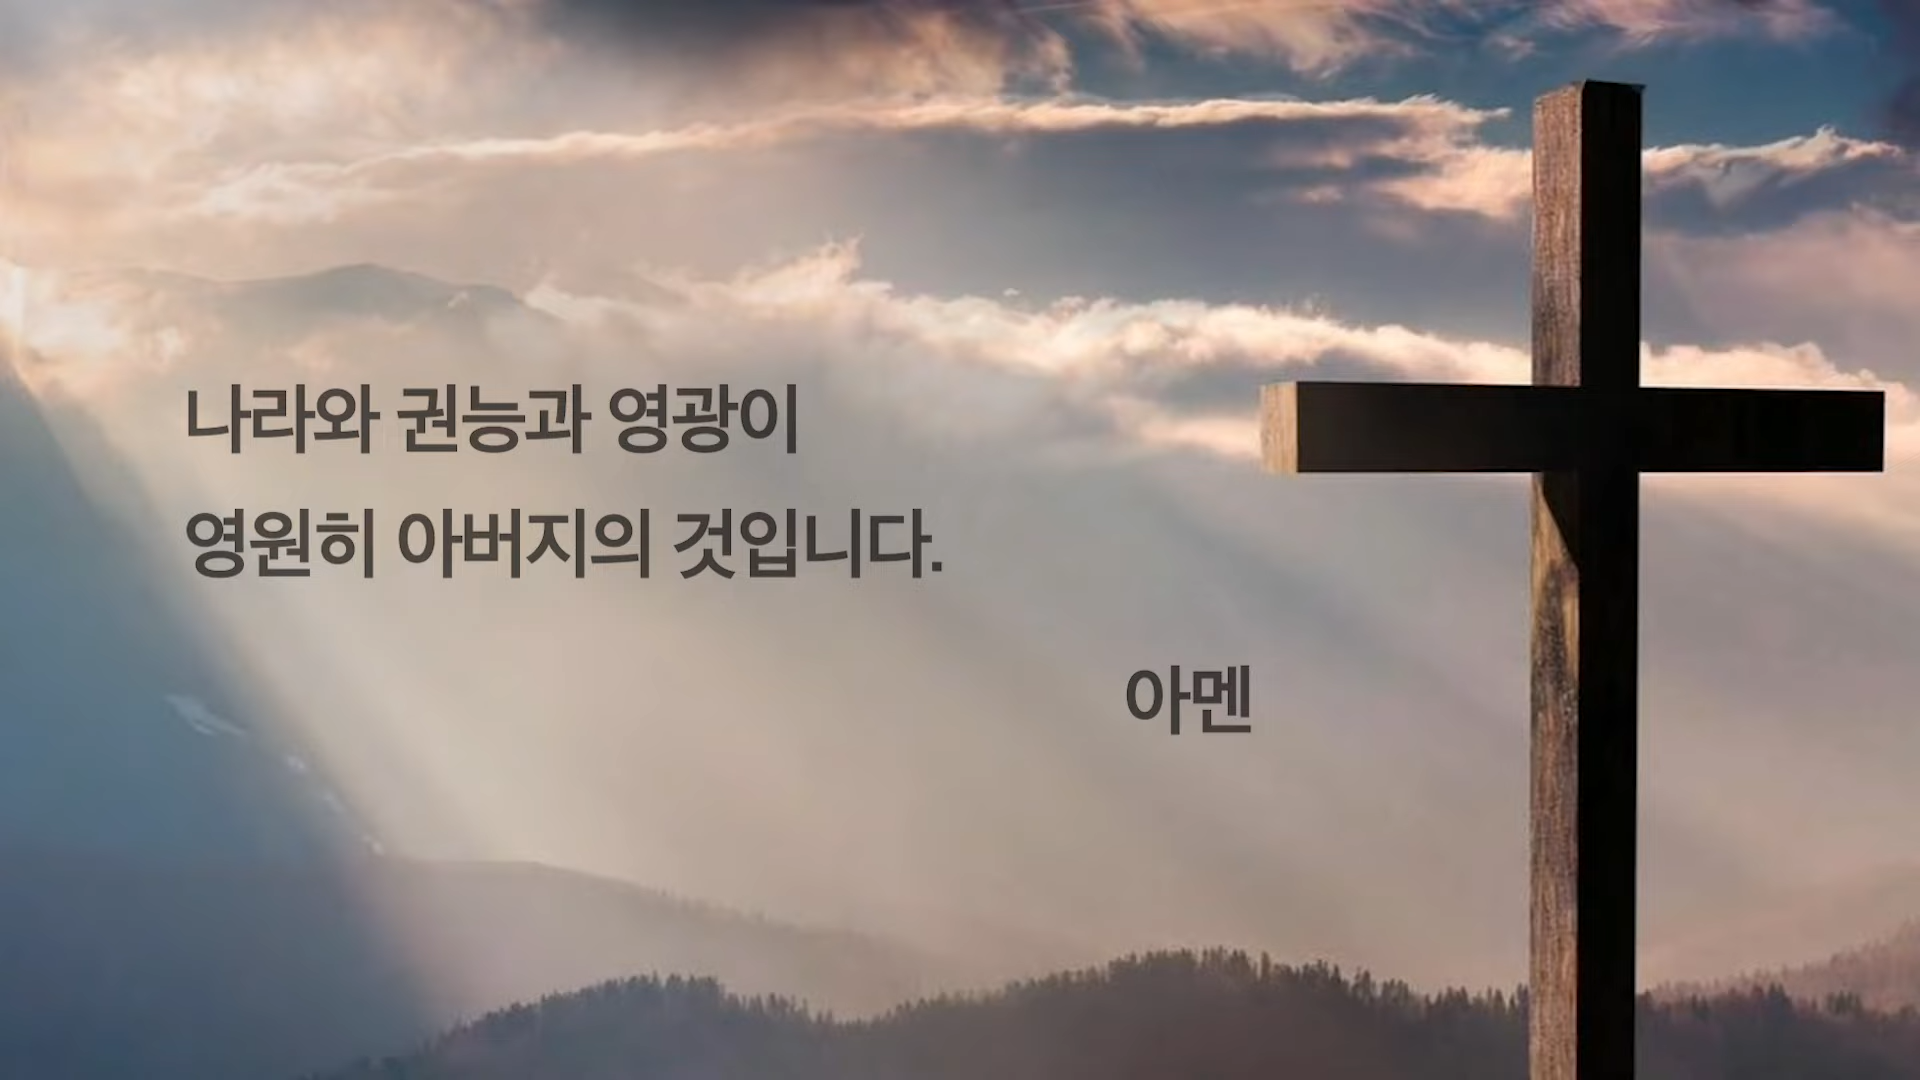 나라와 권능과 영광이
영원히 아버지의 것입니다.
아멘